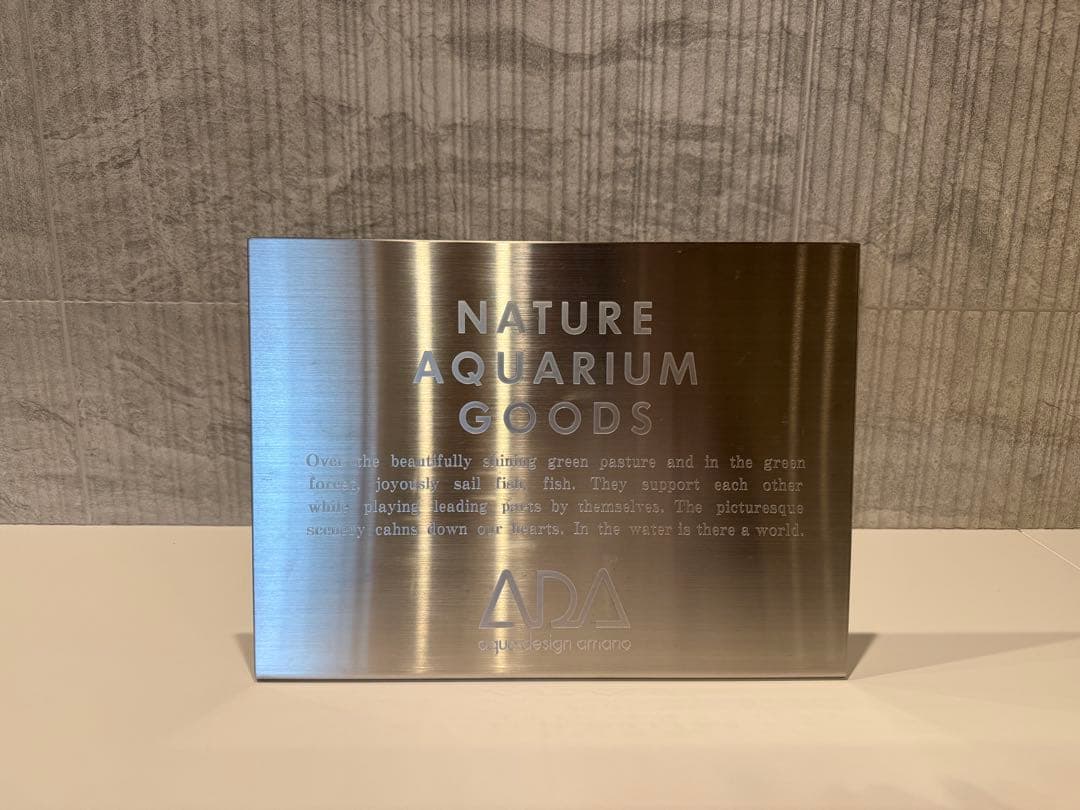 NATURE
AQUARIUM
GOODS
Over the beautifully shining green pasture and in the green
forest, joyously sail fish, fish. They support each other
while playing leading parts by themselves. The picturesque
scenery cahns down our hearts. In the water is there a world.
ADA
aqua design amano